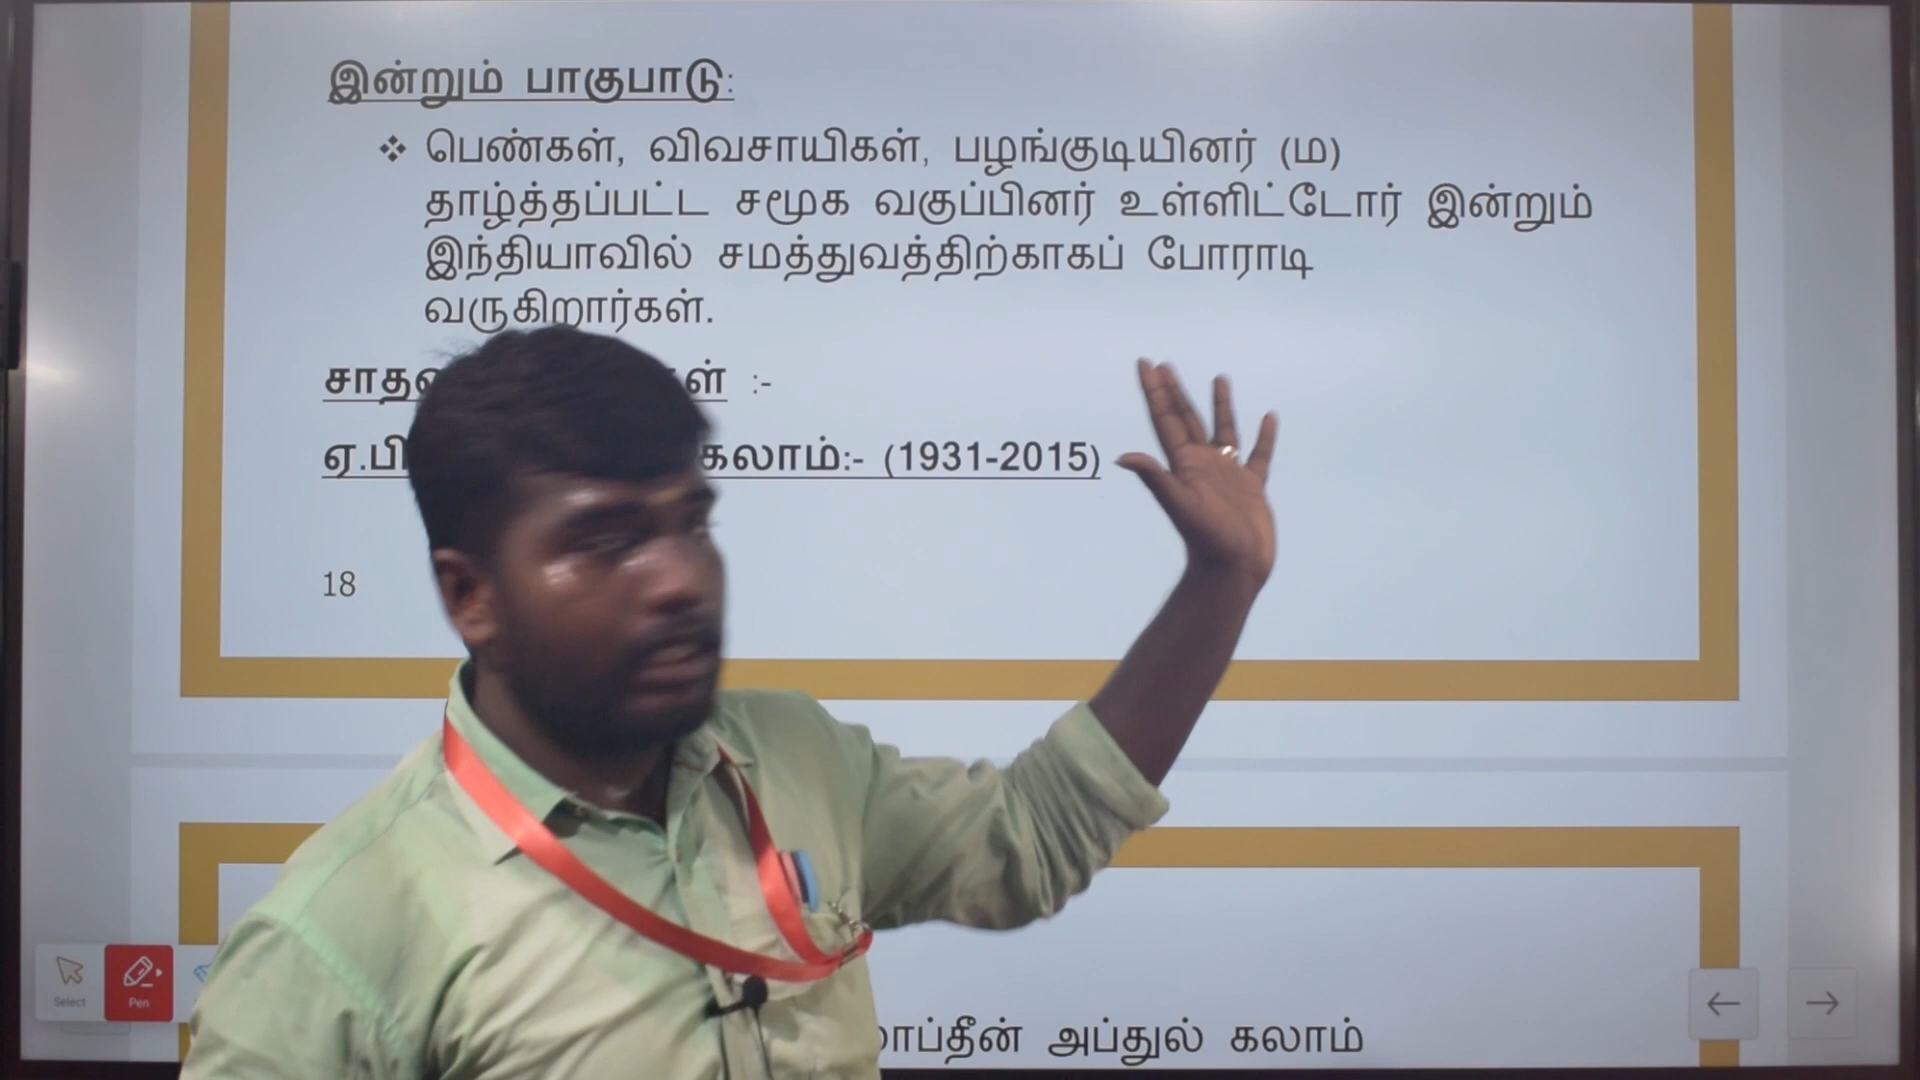 இன்றும் பாகுபாடு:
❖ பெண்கள், விவசாயிகள், பழங்குடியினர் (ம)
தாழ்த்தப்பட்ட சமூக வகுப்பினர் உள்ளிட்டோர் இன்றும்
இந்தியாவில் சமத்துவத்திற்காகப் போராடி
வருகிறார்கள்.
:-
கலாம்:- (1931-2015)
18
Select
Pen
அப்துல் கலாம்